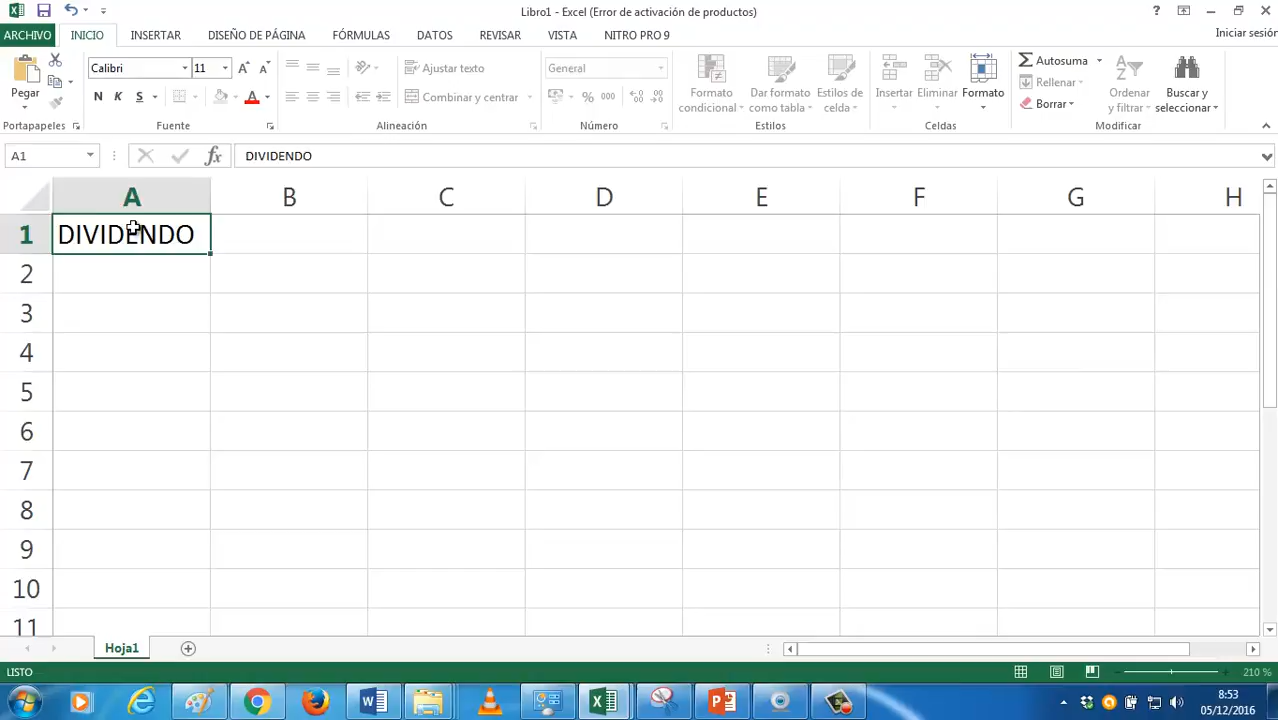 Libro1 - Excel (Error de activación de productos)
ARCHIVO INICIO INSERTAR DISEÑO DE PÁGINA FÓRMULAS DATOS REVISAR VISTA NITRO PRO 9 Iniciar sesión
Pegar
Portapapeles
Calibri 11
N K S
Fuente
Ajustar texto
Combinar y centrar
Alineación
General
% 000
Número
Formato condicional
Dar formato como tabla
Estilos de celda
Estilos
Insertar Eliminar Formato
Celdas
Autosuma
Rellenar
Borrar
Ordenar y filtrar
Buscar y seleccionar
Modificar
A1 fx DIVIDENDO
A B C D E F G H
1 DIVIDENDO
2
3
4
5
6
7
8
9
10
11
Hoja1
LISTO 210 %
8:53
05/12/2016